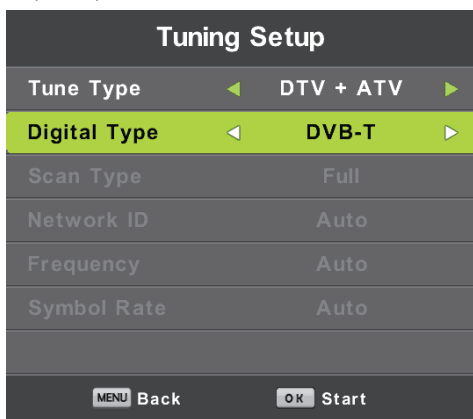 Tuning Setup
Tune Type DTV + ATV
Digital Type DVB-T
Scan Type Full
Network ID Auto
Frequency Auto
Symbol Rate Auto
MENU Back OK Start